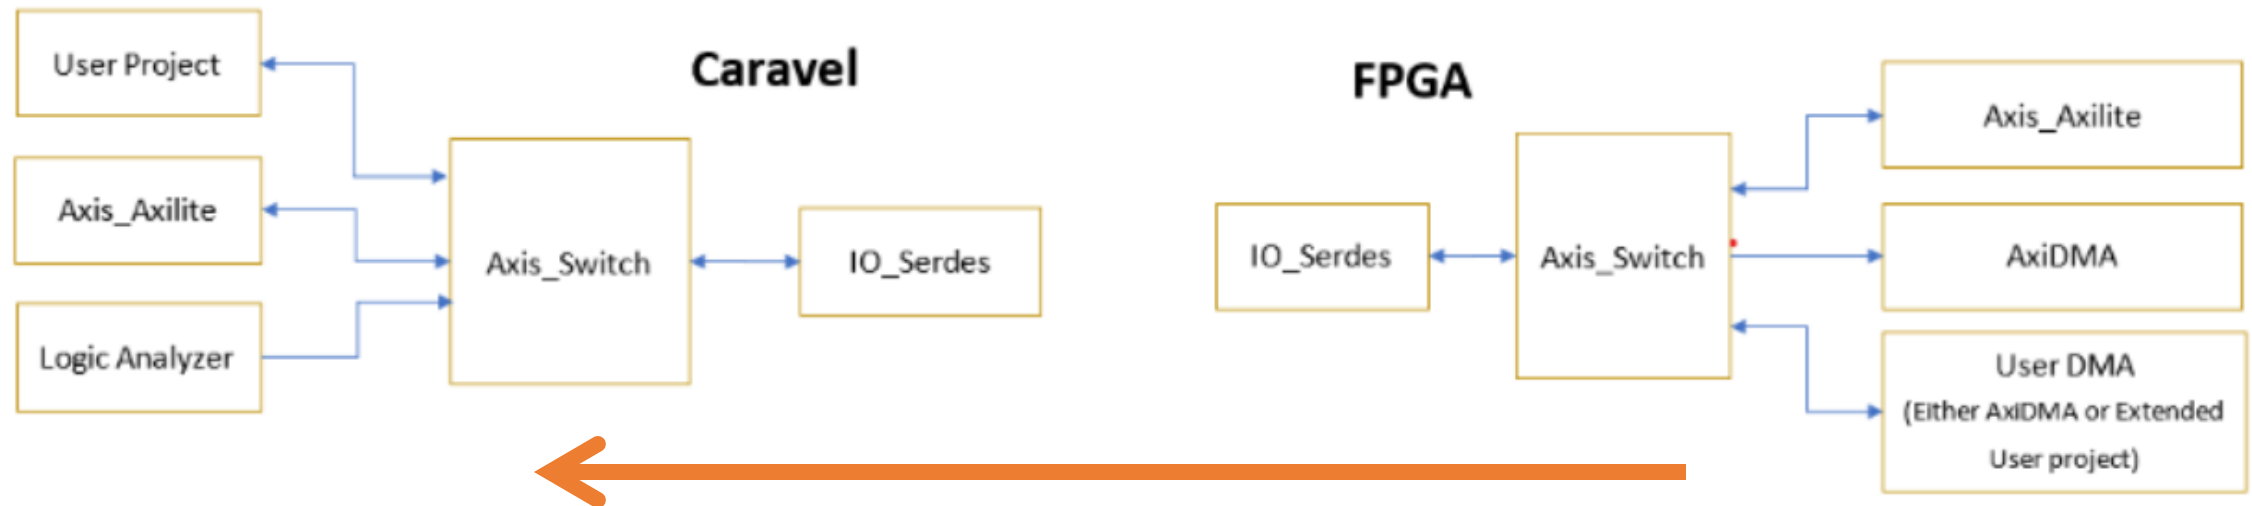 Caravel
FPGA
User Project
Axis_Axilite
Logic Analyzer
Axis_Switch
IO_Serdes
IO_Serdes
Axis_Switch
Axis_Axilite
AxiDMA
User DMA
(Either AxiDMA or Extended
User project)